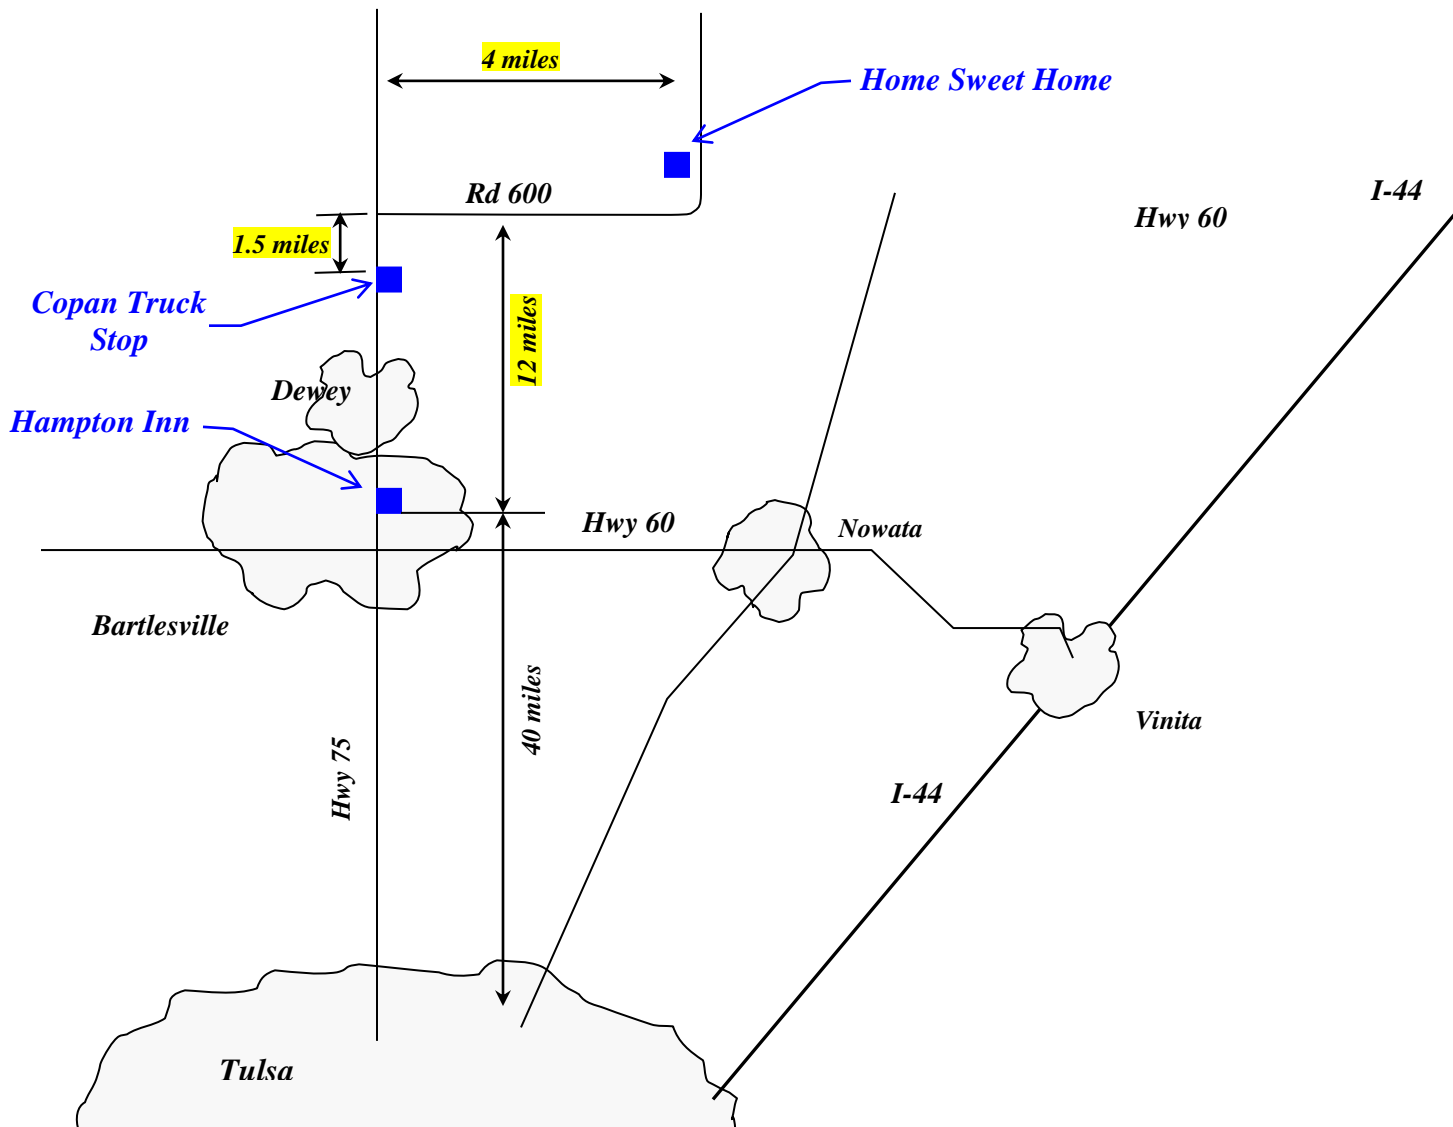 4 miles
Home Sweet Home
I-44
Rd 600
Hwy 60
1.5 miles
Copan Truck
Stop
12 miles
Dewey
Hampton Inn
Hwy 60
Nowata
Bartlesville
40 miles
Vinita
Hwy 75
I-44
Tulsa